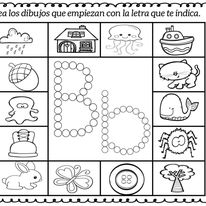 ea los dibujos que empiezan con la letra que te indica.
Bb